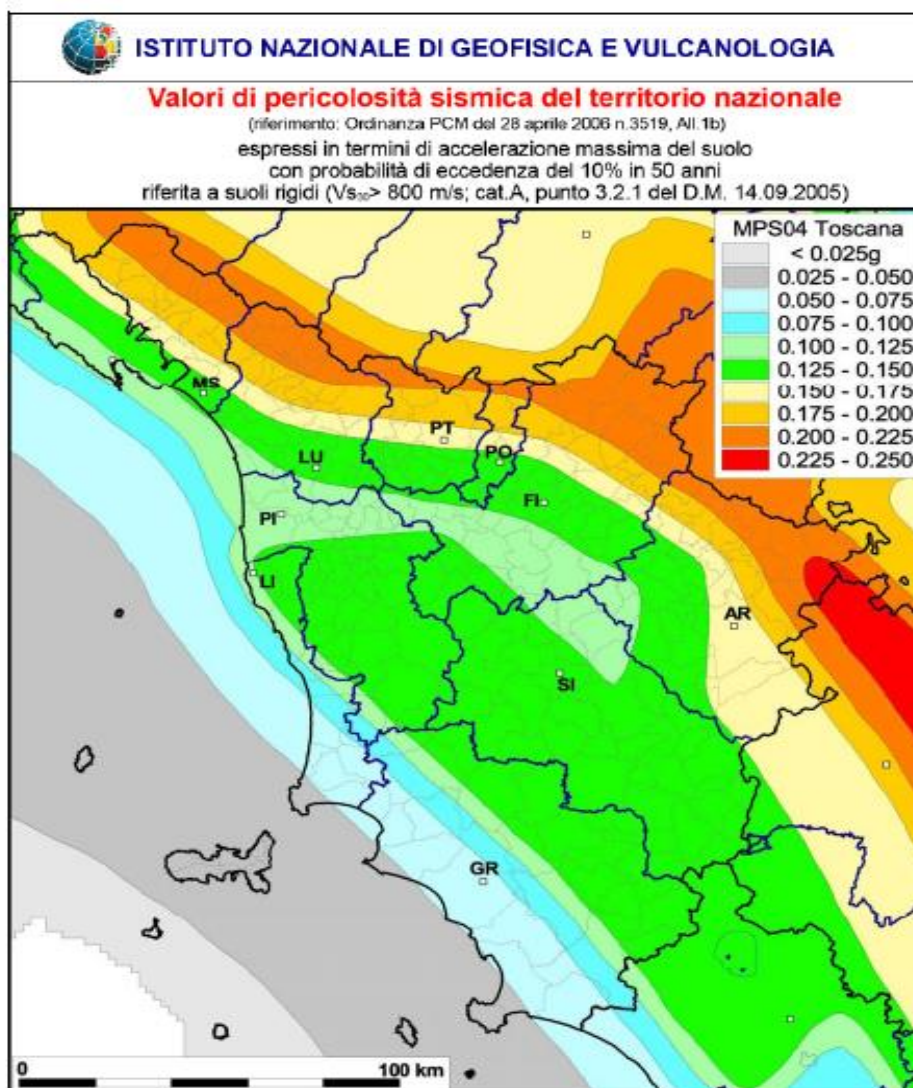 ISTITUTO NAZIONALE DI GEOFISICA E VULCANOLOGIA
Valori di pericolosità sismica del territorio nazionale
(riferimento: Ordinanza PCM del 28 aprile 2006 n.3519, All.1b)
espressi in termini di accelerazione massima del suolo
con probabilità di eccedenza del 10% in 50 anni
riferita a suoli rigidi (Vs₃₀> 800 m/s; cat.A, punto 3.2.1 del D.M. 14.09.2005)
MPS04 Toscana
< 0.025g
0.025 - 0.050
0.050 - 0.075
0.075 - 0.100
0.100 - 0.125
0.125 - 0.150
0.150 - 0.175
0.175 - 0.200
0.200 - 0.225
0.225 - 0.250
MS
PT
LU
PO
FI
PI
LI
AR
SI
GR
0
100 km